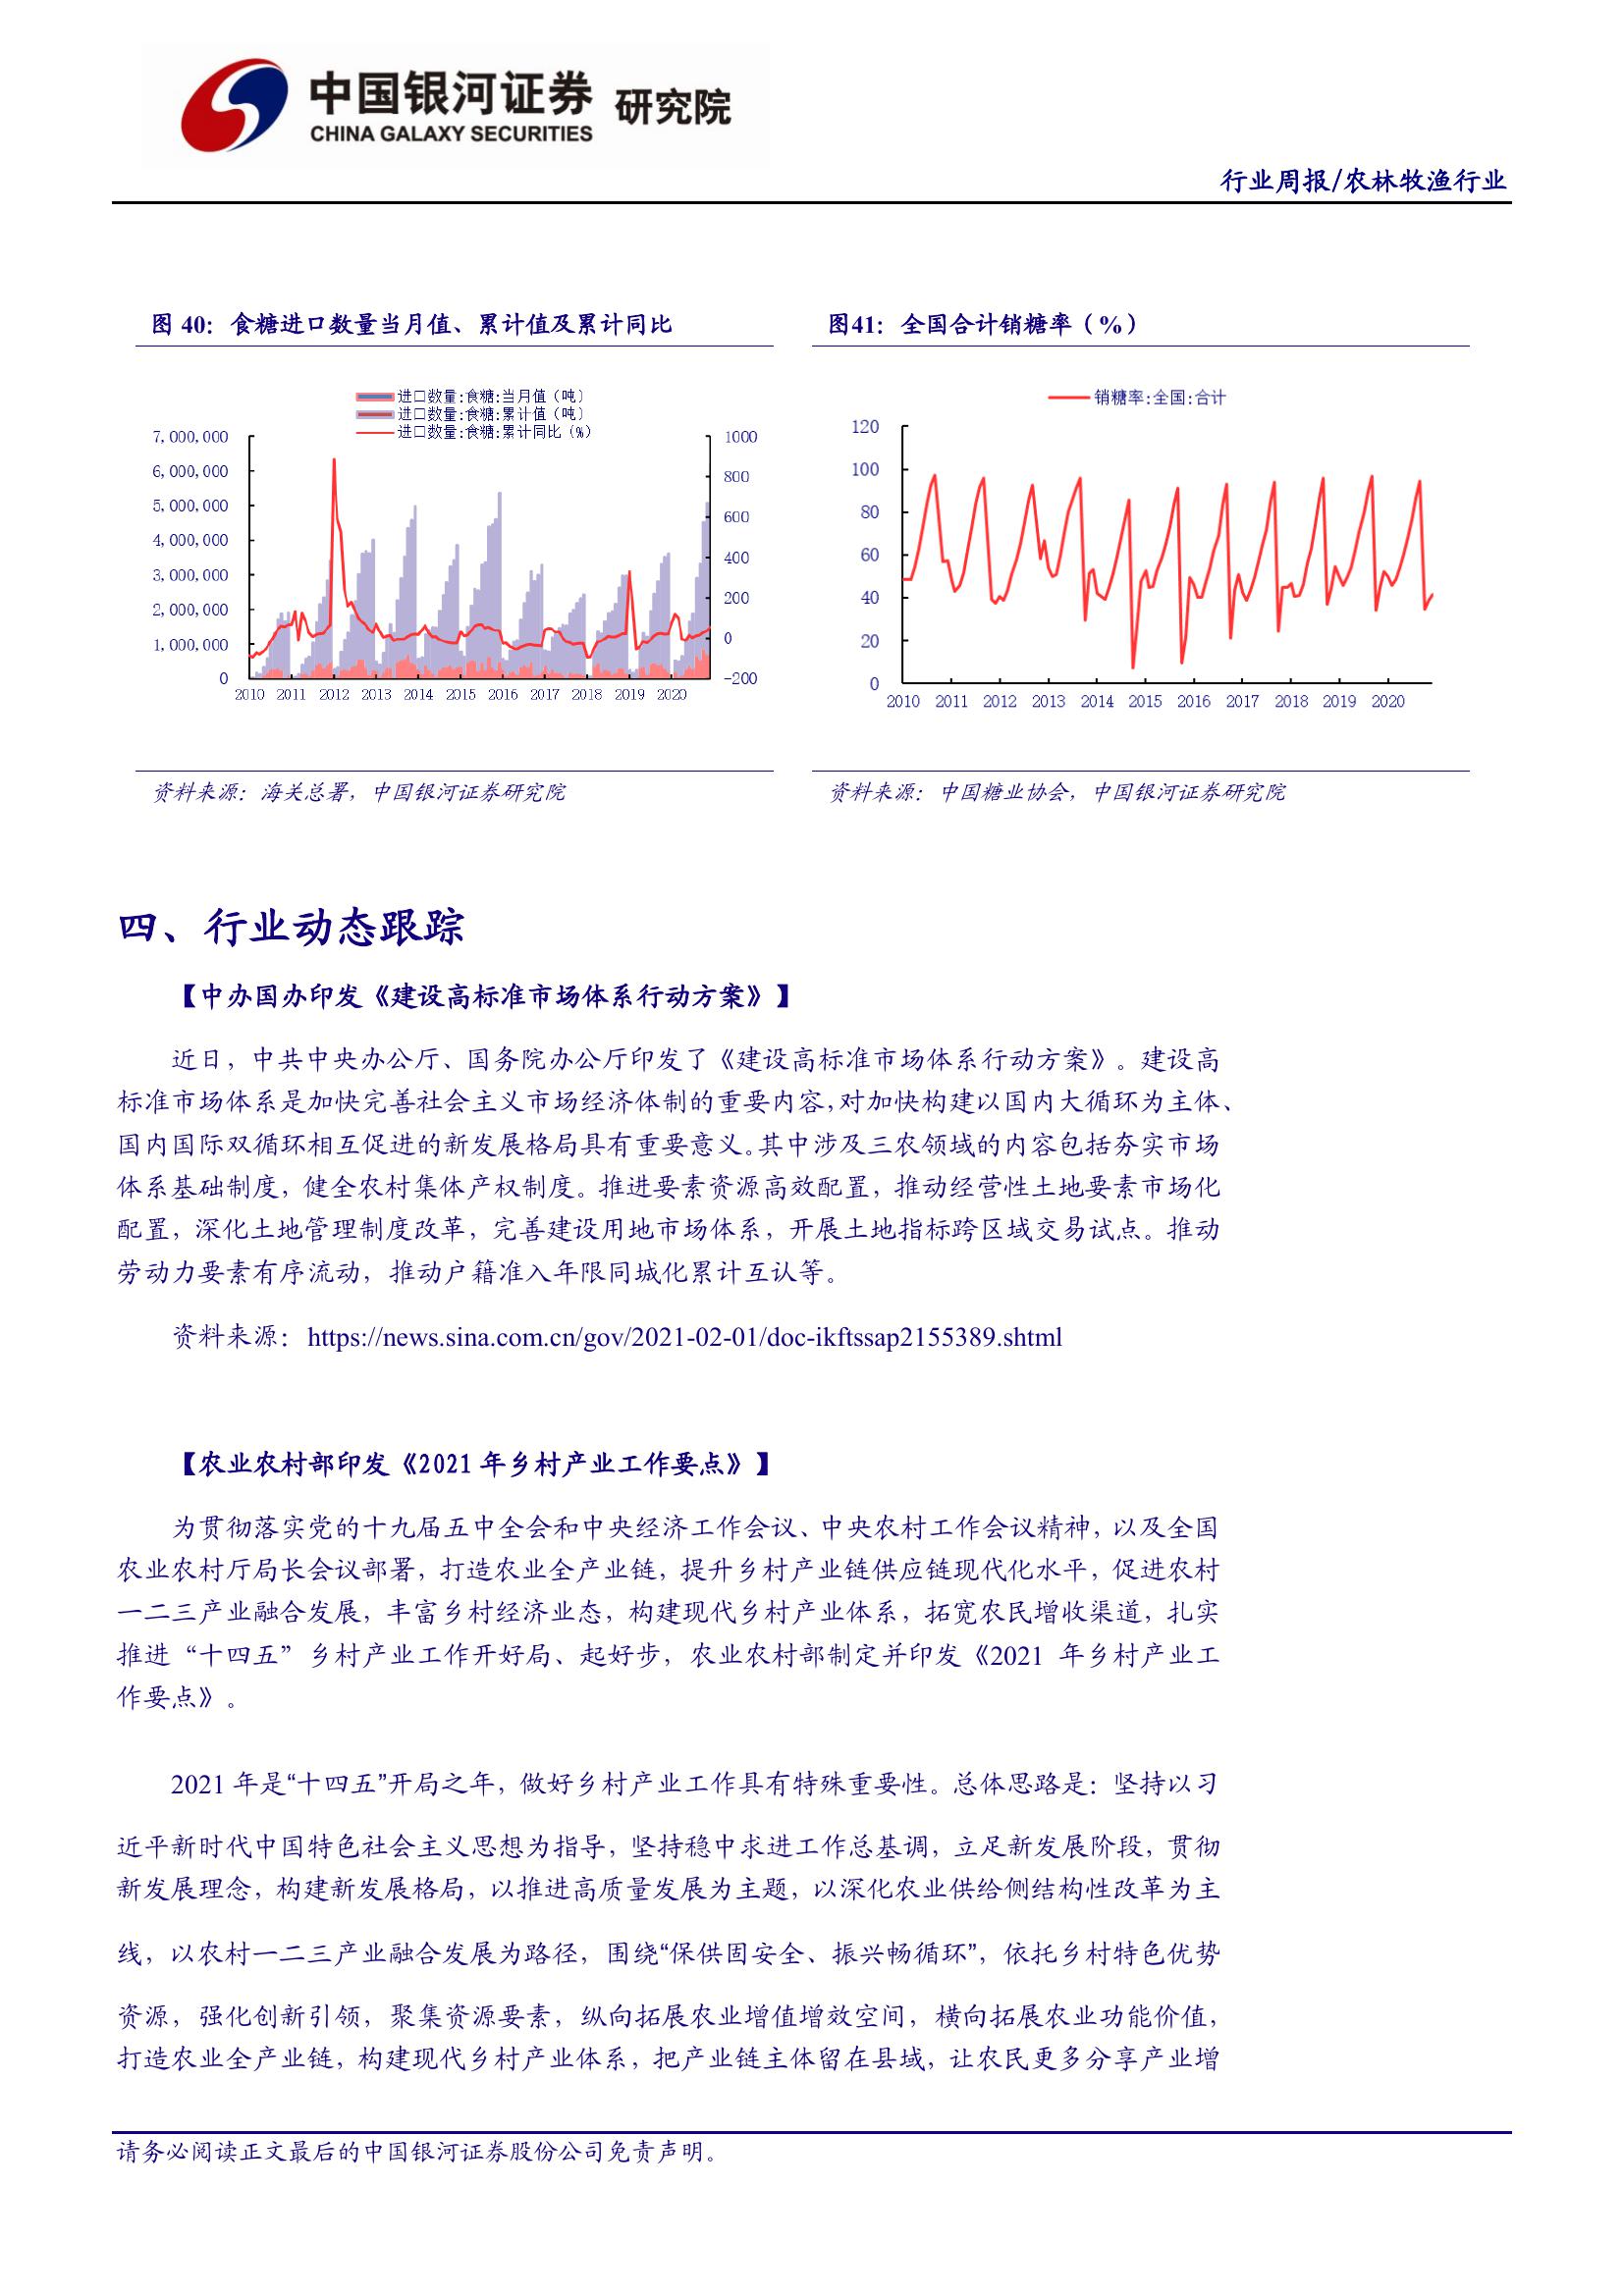 中国银河证券 研究院
CHINA GALAXY SECURITIES
行业周报/农林牧渔行业
图 40：食糖进口数量当月值、累计值及累计同比
进口数量:食糖:当月值（吨）
进口数量:食糖:累计值（吨）
进口数量:食糖:累计同比（%）
7,000,000
6,000,000
5,000,000
4,000,000
3,000,000
2,000,000
1,000,000
0
1000
800
600
400
200
0
-200
2010 2011 2012 2013 2014 2015 2016 2017 2018 2019 2020
资料来源：海关总署，中国银河证券研究院
图41：全国合计销糖率（%）
销糖率:全国:合计
120
100
80
60
40
20
0
2010 2011 2012 2013 2014 2015 2016 2017 2018 2019 2020
资料来源：中国糖业协会，中国银河证券研究院
四、行业动态跟踪
【中办国办印发《建设高标准市场体系行动方案》】
近日，中共中央办公厅、国务院办公厅印发了《建设高标准市场体系行动方案》。建设高
标准市场体系是加快完善社会主义市场经济体制的重要内容，对加快构建以国内大循环为主体、
国内国际双循环相互促进的新发展格局具有重要意义。其中涉及三农领域的内容包括夯实市场
体系基础制度，健全农村集体产权制度。推进要素资源高效配置，推动经营性土地要素市场化
配置，深化土地管理制度改革，完善建设用地市场体系，开展土地指标跨区域交易试点。推动
劳动力要素有序流动，推动户籍准入年限同城化累计互认等。
资料来源：https://news.sina.com.cn/gov/2021-02-01/doc-ikftssap2155389.shtml
【农业农村部印发《2021 年乡村产业工作要点》】
为贯彻落实党的十九届五中全会和中央经济工作会议、中央农村工作会议精神，以及全国
农业农村厅局长会议部署，打造农业全产业链，提升乡村产业链供应链现代化水平，促进农村
一二三产业融合发展，丰富乡村经济业态，构建现代乡村产业体系，拓宽农民增收渠道，扎实
推进“十四五”乡村产业工作开好局、起好步，农业农村部制定并印发《2021 年乡村产业工
作要点》。
2021 年是“十四五”开局之年，做好乡村产业工作具有特殊重要性。总体思路是：坚持以习
近平新时代中国特色社会主义思想为指导，坚持稳中求进工作总基调，立足新发展阶段，贯彻
新发展理念，构建新发展格局，以推进高质量发展为主题，以深化农业供给侧结构性改革为主
线，以农村一二三产业融合发展为路径，围绕“保供固安全、振兴畅循环”，依托乡村特色优势
资源，强化创新引领，聚集资源要素，纵向拓展农业增值增效空间，横向拓展农业功能价值，
打造农业全产业链，构建现代乡村产业体系，把产业链主体留在县域，让农民更多分享产业增
请务必阅读正文最后的中国银河证券股份公司免责声明。